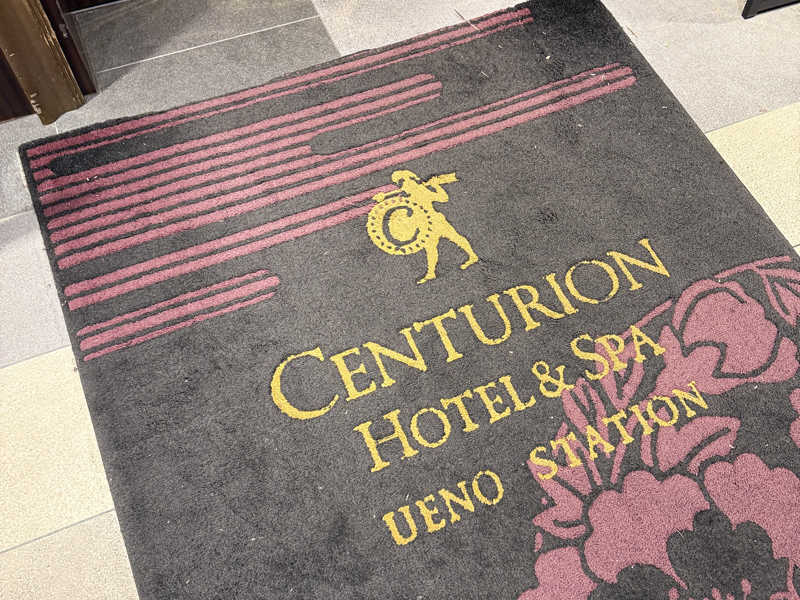 C
CENTURION
HOTEL & SPA
UENO STATION